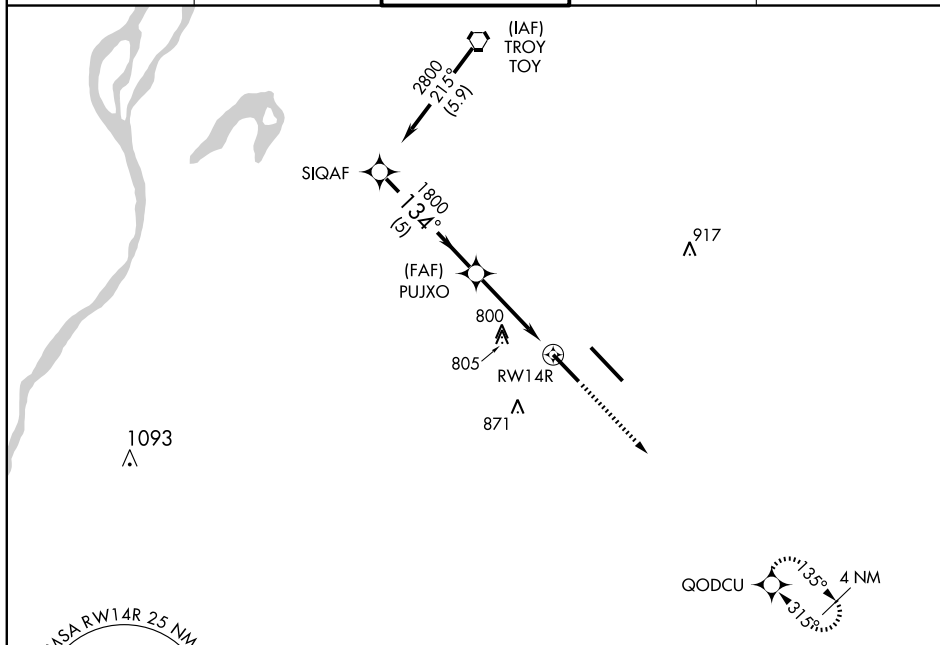 (IAF)
TROY
TOY
2800
215°
(5.9)
SIQAF
1800
134°
(5)
917
(FAF)
PUJXO
800
805
RW14R
871
1093
QODCU
135°
4 NM
315°
MSA RW14R 25 NM